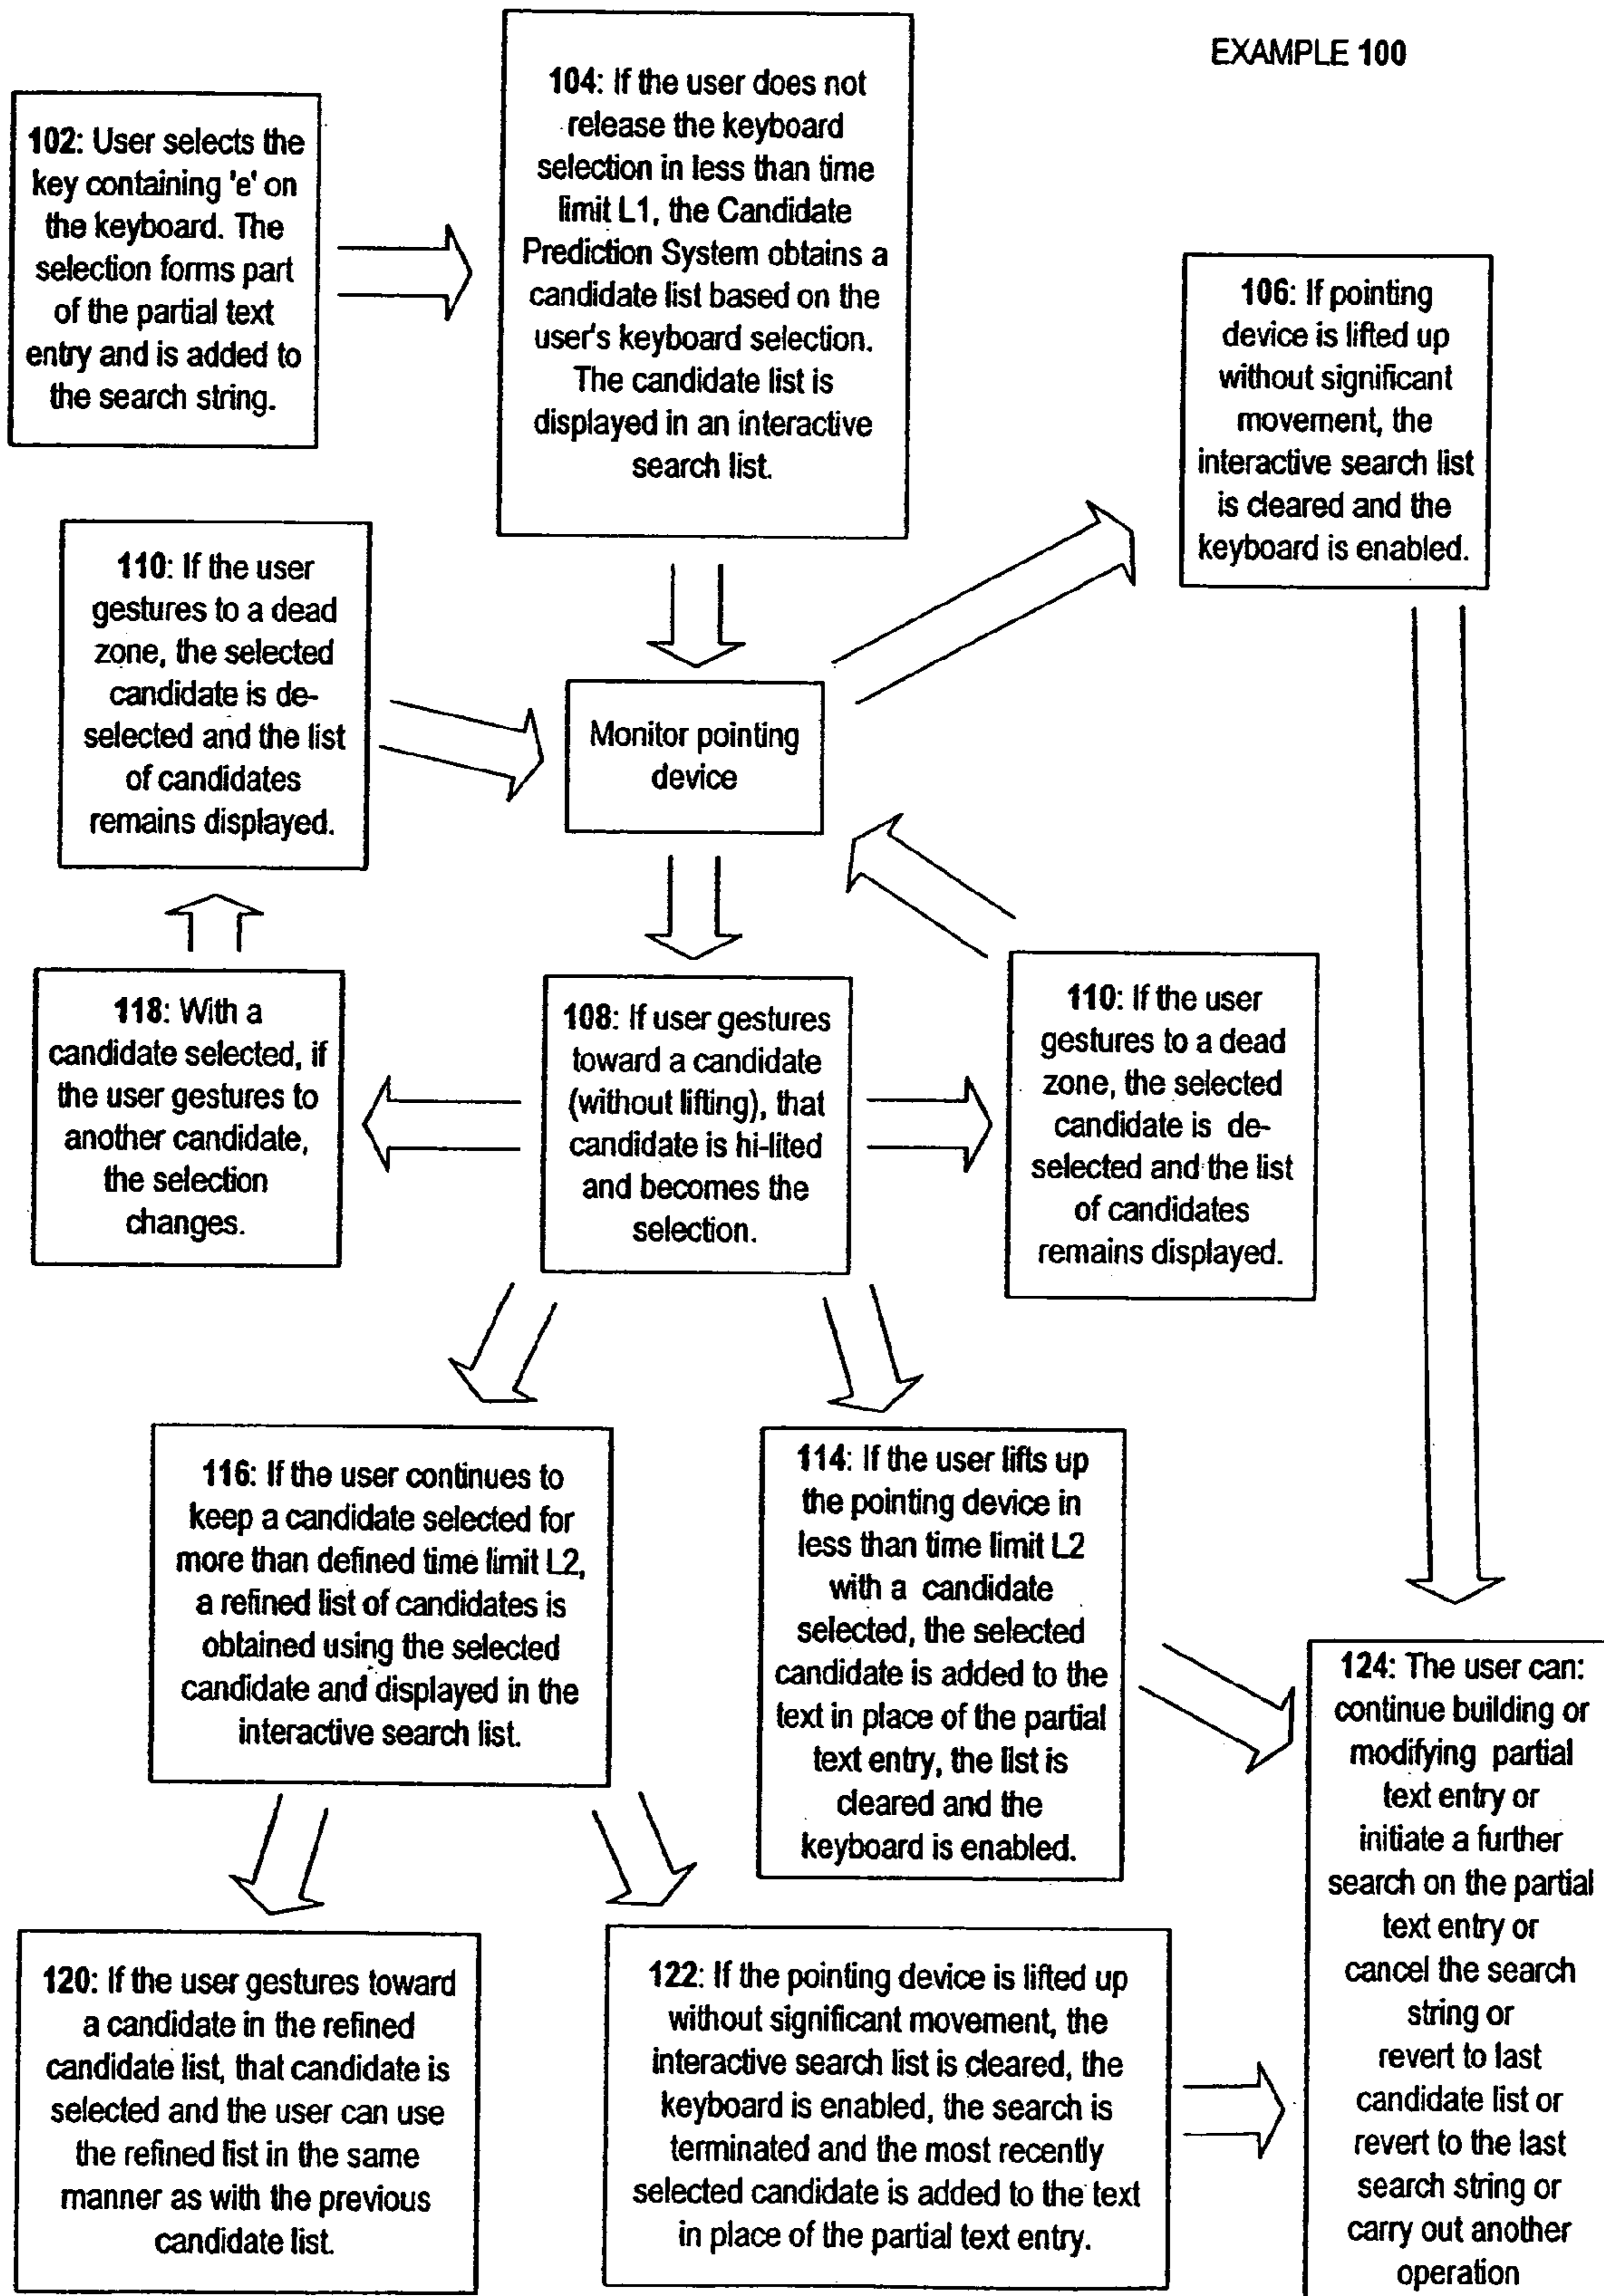 EXAMPLE 100
102: User selects the
key containing 'e' on
the keyboard. The
selection forms part
of the partial text
entry and is added to
the search string.
104: If the user does not
release the keyboard
selection in less than time
limit L1, the Candidate
Prediction System obtains a
candidate list based on the
user's keyboard selection.
The candidate list is
displayed in an interactive
search list.
106: If pointing
device is lifted up
without significant
movement, the
interactive search list
is cleared and the
keyboard is enabled.
110: If the user
gestures to a dead
zone, the selected
candidate is de-
selected and the list
of candidates
remains displayed.
Monitor pointing
device
118: With a
candidate selected, if
the user gestures to
another candidate,
the selection
changes.
108: If user gestures
toward a candidate
(without lifting), that
candidate is hi-lited
and becomes the
selection.
110: If the user
gestures to a dead
zone, the selected
candidate is de-
selected and the list
of candidates
remains displayed.
116: If the user continues to
keep a candidate selected for
more than defined time limit L2,
a refined list of candidates is
obtained using the selected
candidate and displayed in the
interactive search list.
114: If the user lifts up
the pointing device in
less than time limit L2
with a candidate
selected, the selected
candidate is added to the
text in place of the partial
text entry, the list is
cleared and the
keyboard is enabled.
124: The user can:
continue building or
modifying partial
text entry or
initiate a further
search on the partial
text entry or
cancel the search
string or
revert to last
candidate list or
revert to the last
search string or
carry out another
operation
120: If the user gestures toward
a candidate in the refined
candidate list, that candidate is
selected and the user can use
the refined list in the same
manner as with the previous
candidate list.
122: If the pointing device is lifted up
without significant movement, the
interactive search list is cleared, the
keyboard is enabled, the search is
terminated and the most recently
selected candidate is added to the text
in place of the partial text entry.